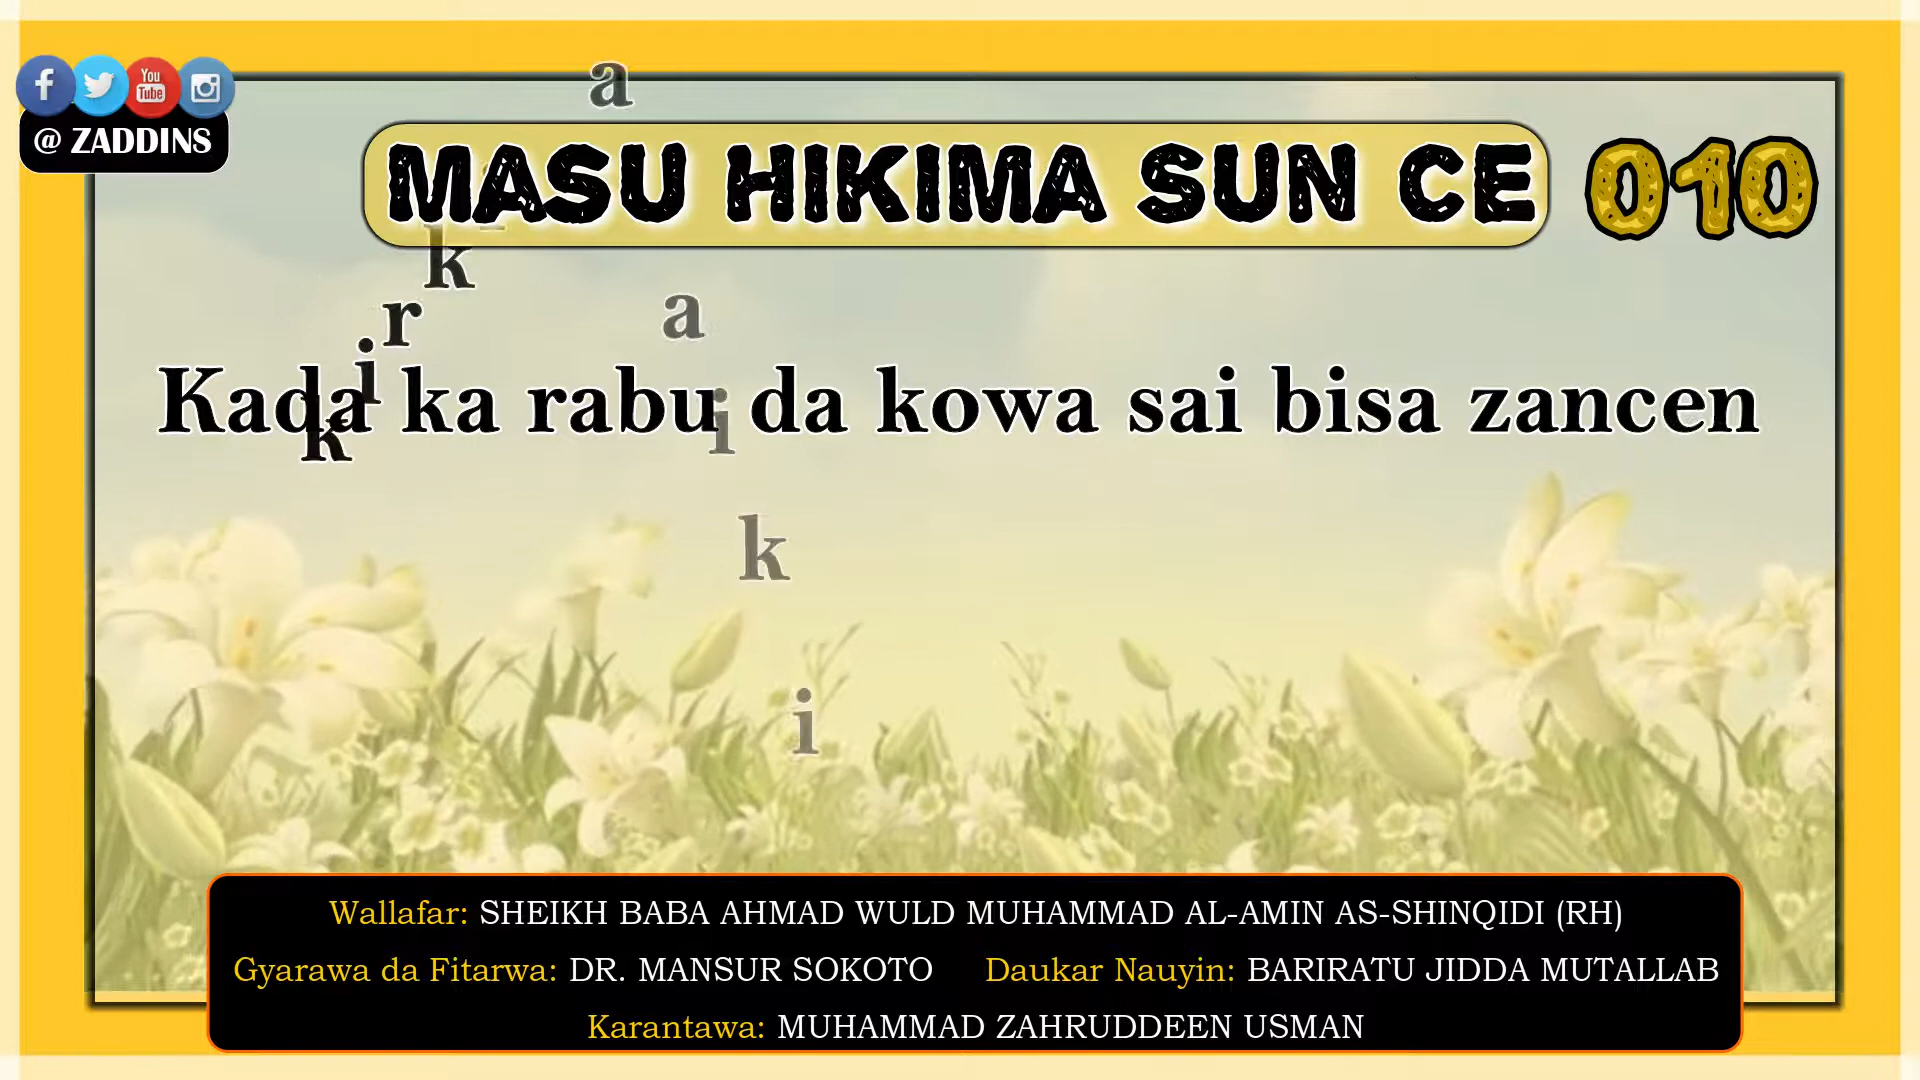 You Tube
@ ZADDINS
MASU HIKIMA SUN CE 010
Kada ka rabu da kowa sai bisa zancen
Wallafar: SHEIKH BABA AHMAD WULD MUHAMMAD AL-AMIN AS-SHINQIDI (RH)
Gyarawa da Fitarwa: DR. MANSUR SOKOTO Daukar Nauyin: BARIRATU JIDDA MUTALLAB
Karantawa: MUHAMMAD ZAHRUDDEEN USMAN